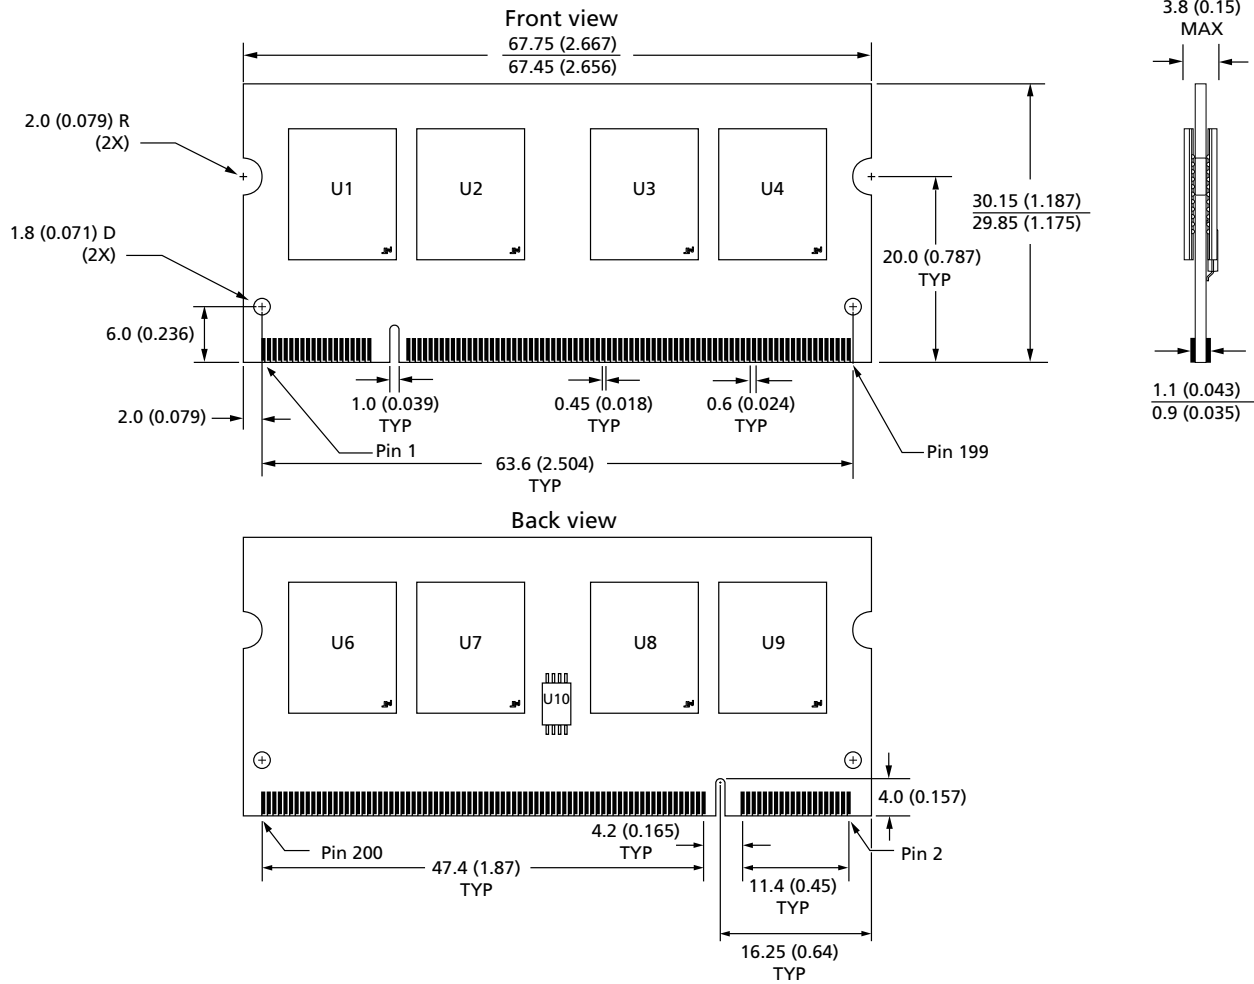 Front view
67.75 (2.667)
67.45 (2.656)
3.8 (0.15)
MAX
2.0 (0.079) R
(2X)
U1
U2
U3
U4
30.15 (1.187)
29.85 (1.175)
1.8 (0.071) D
(2X)
20.0 (0.787)
TYP
6.0 (0.236)
2.0 (0.079)
1.0 (0.039)
TYP
0.45 (0.018)
TYP
0.6 (0.024)
TYP
1.1 (0.043)
0.9 (0.035)
Pin 1
Pin 199
63.6 (2.504)
TYP
Back view
U6
U7
U8
U9
U10
4.0 (0.157)
4.2 (0.165)
TYP
Pin 200
Pin 2
47.4 (1.87)
TYP
11.4 (0.45)
TYP
16.25 (0.64)
TYP